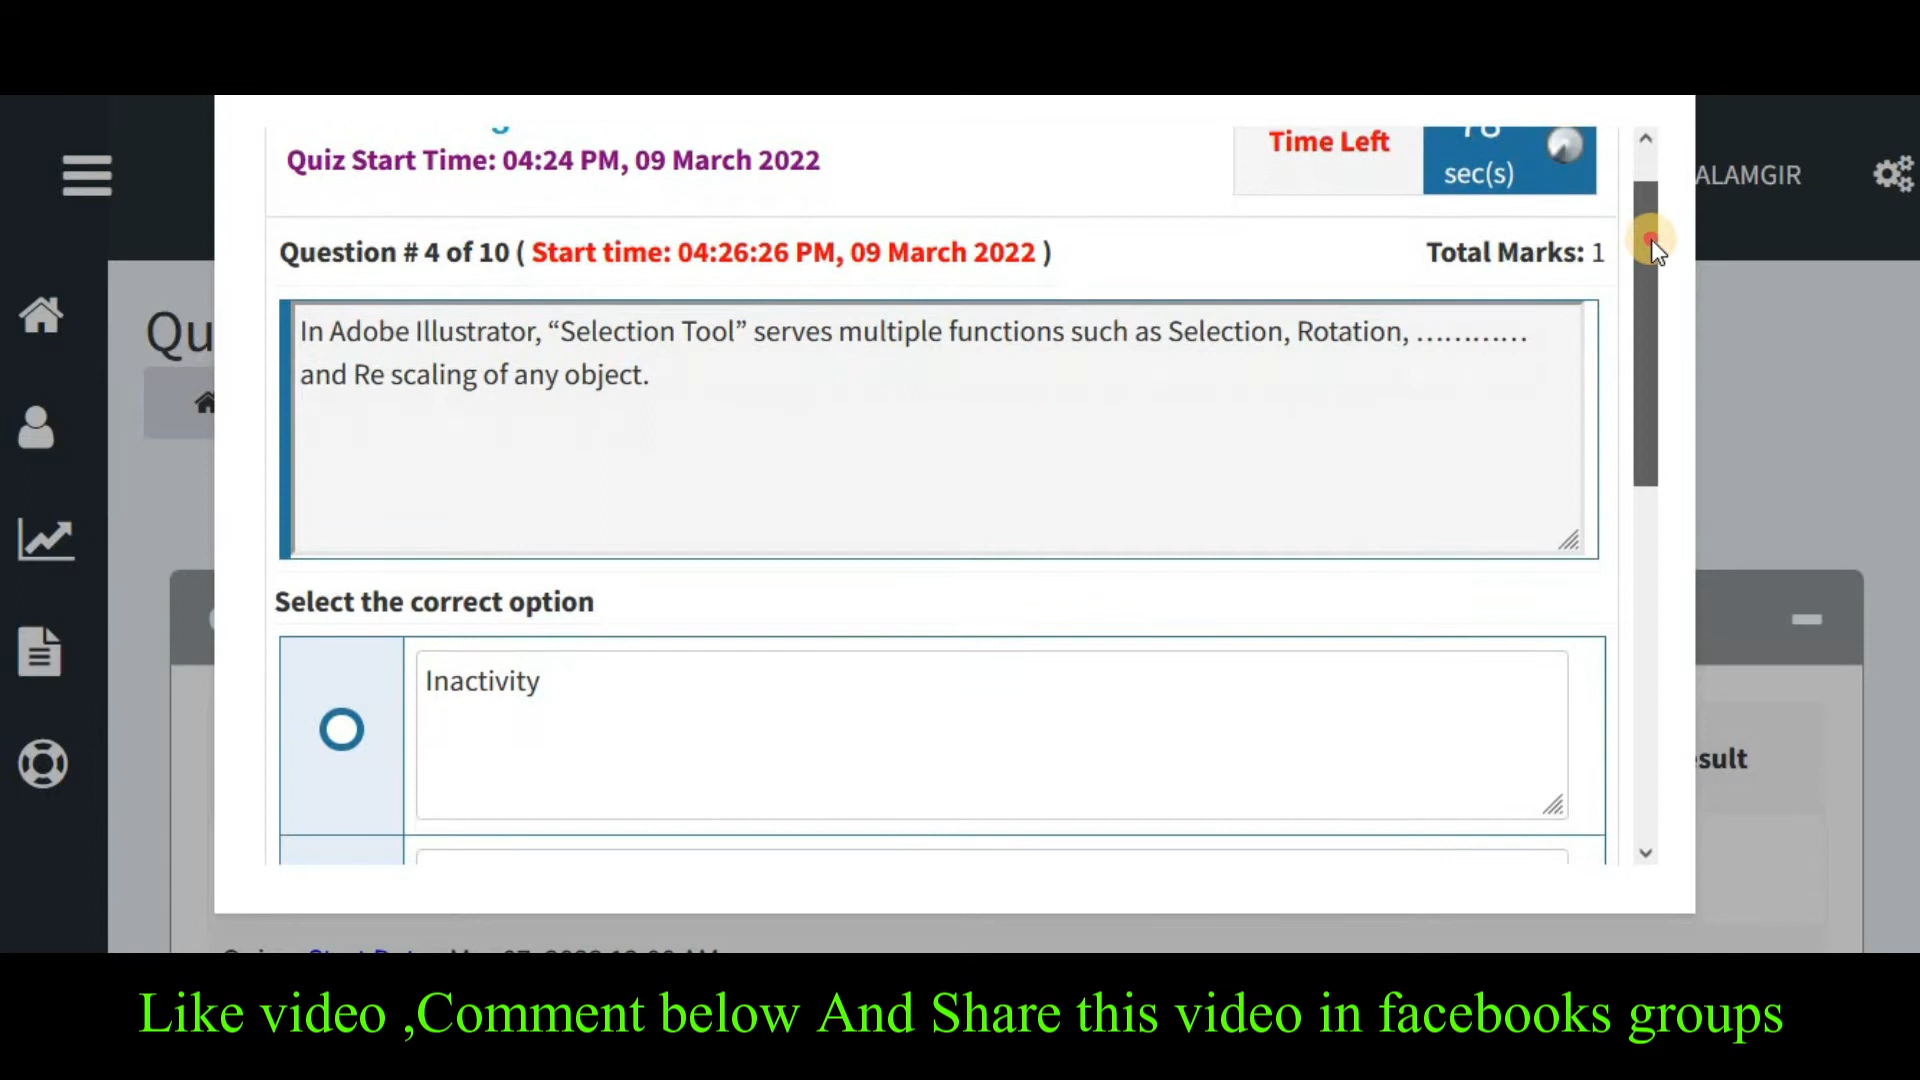 Time Left
sec(s)
Quiz Start Time: 04:24 PM, 09 March 2022
ALAMGIR
Question # 4 of 10 ( Start time: 04:26:26 PM, 09 March 2022 )
Total Marks: 1
Qu
In Adobe Illustrator, “Selection Tool” serves multiple functions such as Selection, Rotation, …………
and Re scaling of any object.
Select the correct option
Inactivity
sult
Like video ,Comment below And Share this video in facebooks groups